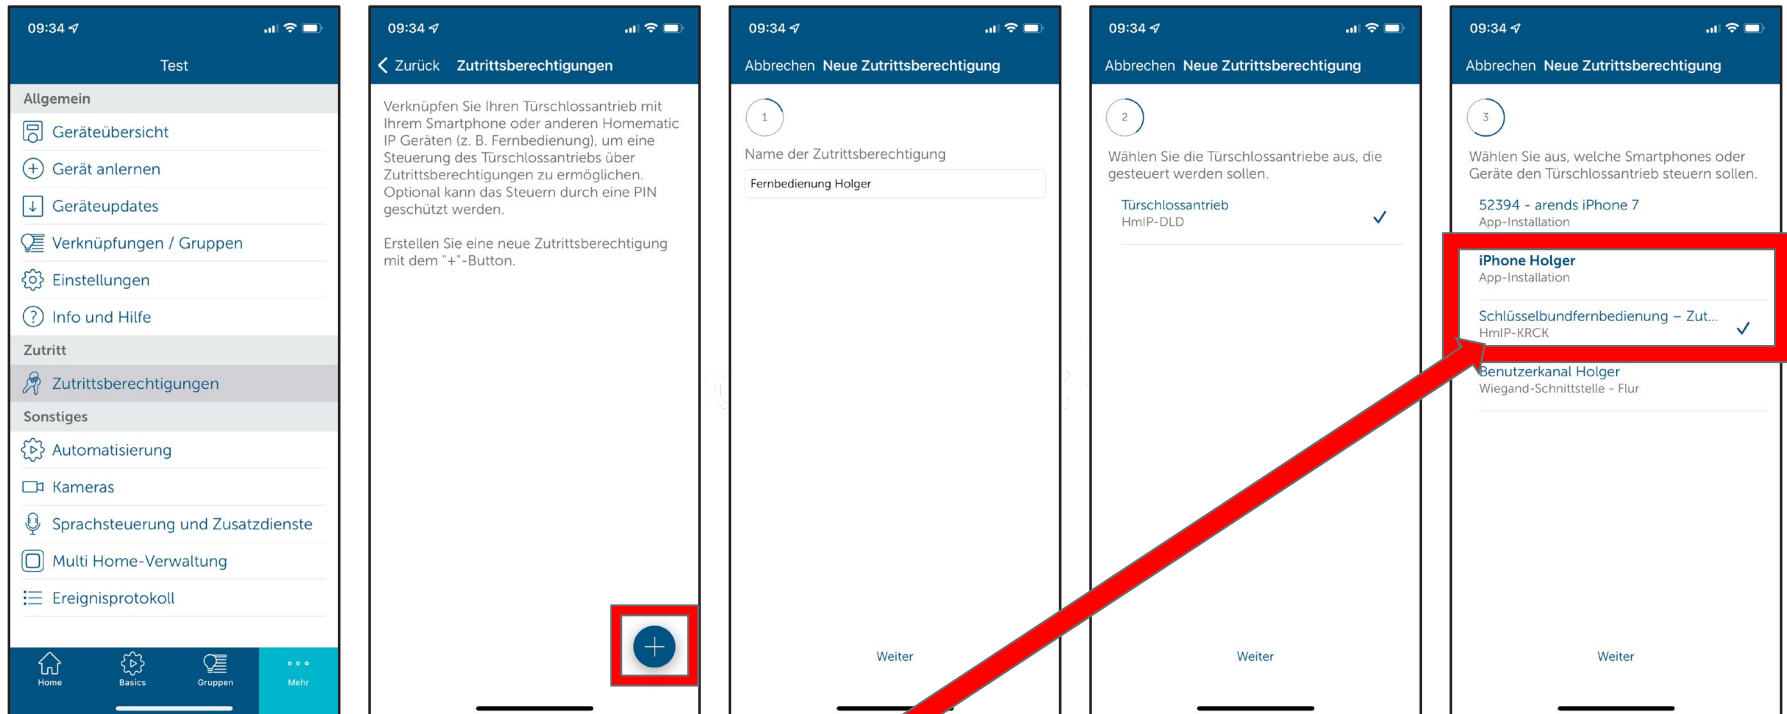 09:34
Test
Allgemein
Geräteübersicht
Gerät anlernen
Geräteupdates
Verknüpfungen / Gruppen
Einstellungen
Info und Hilfe
Zutritt
Zutrittsberechtigungen
Sonstiges
Automatisierung
Kameras
Sprachsteuerung und Zusatzdienste
Multi Home-Verwaltung
Ereignisprotokoll
Home
Basics
Gruppen
Mehr
09:34
Zurück Zutrittsberechtigungen
Verknüpfen Sie Ihren Türschlossantrieb mit
Ihrem Smartphone oder anderen Homematic
IP Geräten (z. B. Fernbedienung), um eine
Steuerung des Türschlossantriebs über
Zutrittsberechtigungen zu ermöglichen.
Optional kann das Steuern durch eine PIN
geschützt werden.
Erstellen Sie eine neue Zutrittsberechtigung
mit dem "+"-Button.
09:34
Abbrechen Neue Zutrittsberechtigung
1
Name der Zutrittsberechtigung
Fernbedienung Holger
Weiter
09:34
Abbrechen Neue Zutrittsberechtigung
2
Wählen Sie die Türschlossantriebe aus, die
gesteuert werden sollen.
Türschlossantrieb
HmIP-DLD
Weiter
09:34
Abbrechen Neue Zutrittsberechtigung
3
Wählen Sie aus, welche Smartphones oder
Geräte den Türschlossantrieb steuern sollen.
52394 - arends iPhone 7
App-Installation
iPhone Holger
App-Installation
Schlüsselbundfernbedienung – Zut...
HmIP-KRCK
Benutzerkanal Holger
Wiegand-Schnittstelle - Flur
Weiter